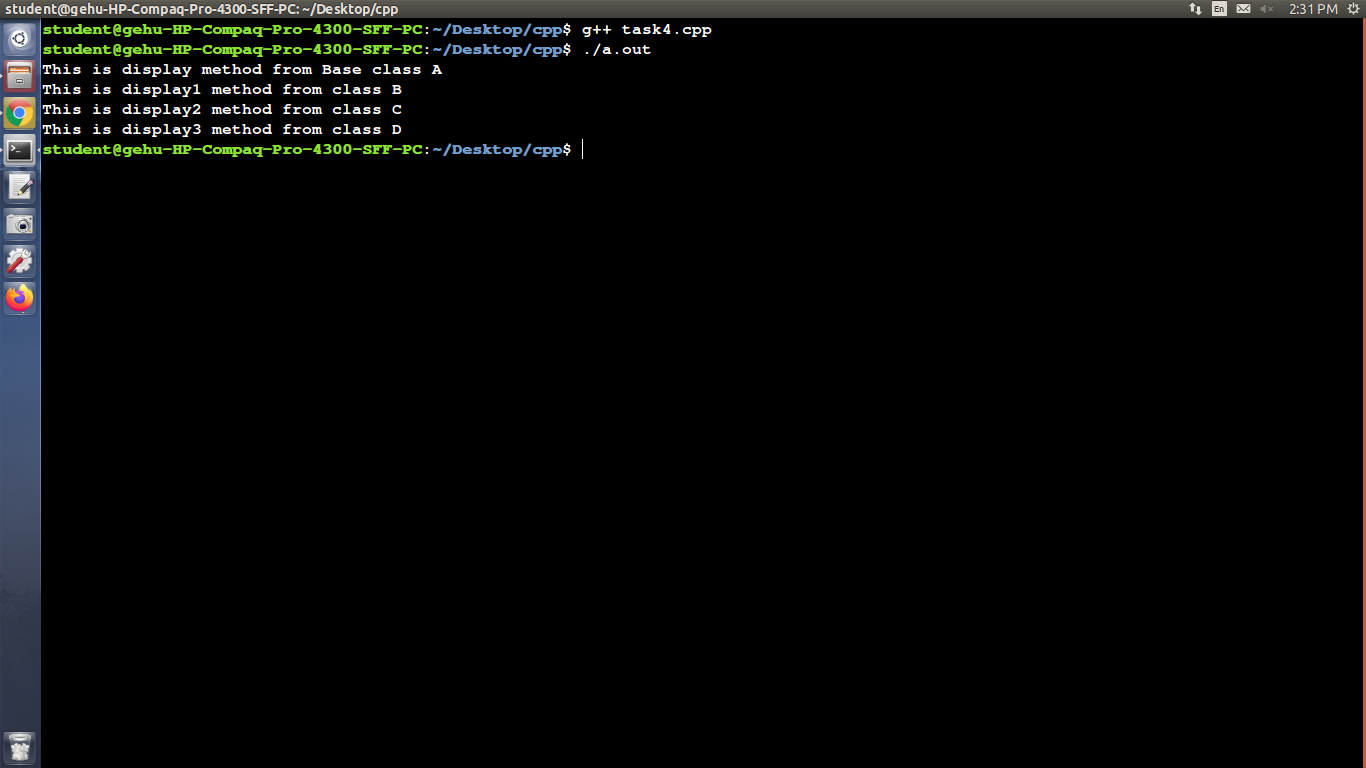 student@gehu-HP-Compaq-Pro-4300-SFF-PC: ~/Desktop/cpp
En
2:31 PM
student@gehu-HP-Compaq-Pro-4300-SFF-PC:~/Desktop/cpp$ g++ task4.cpp
student@gehu-HP-Compaq-Pro-4300-SFF-PC:~/Desktop/cpp$ ./a.out
This is display method from Base class A
This is display1 method from class B
This is display2 method from class C
This is display3 method from class D
student@gehu-HP-Compaq-Pro-4300-SFF-PC:~/Desktop/cpp$